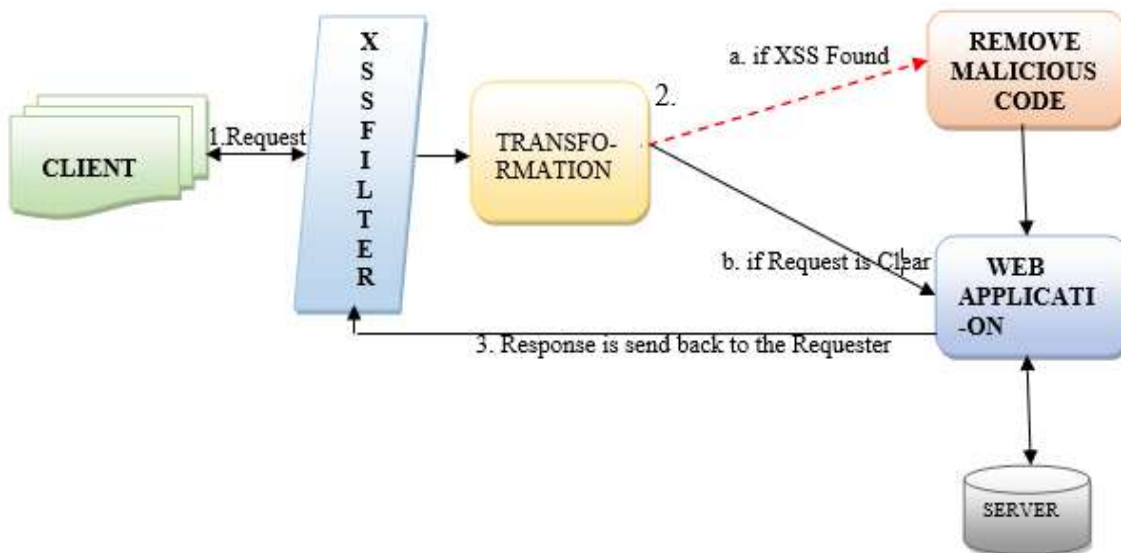 CLIENT
1.Request
X
S
S
F
I
L
T
E
R
TRANSFO-
RMATION
2.
a. if XSS Found
REMOVE
MALICIOUS
CODE
b. if Request is Clear
WEB
APPLICATI
-ON
3. Response is send back to the Requester
SERVER